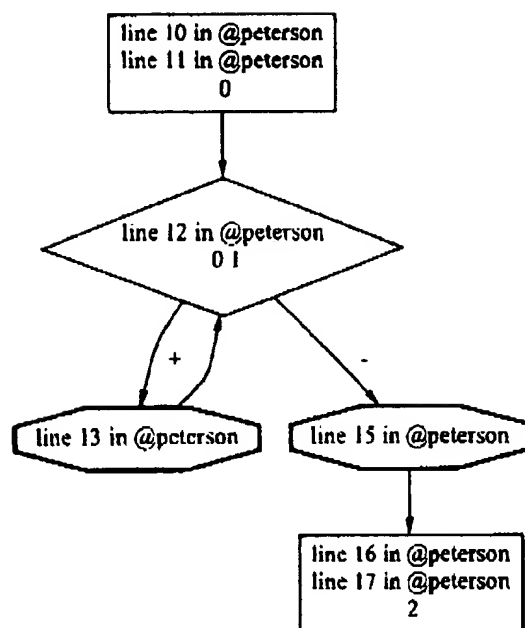 line 10 in @peterson
line 11 in @peterson
0
line 12 in @peterson
0 1
+
-
line 13 in @peterson
line 15 in @peterson
line 16 in @peterson
line 17 in @peterson
2